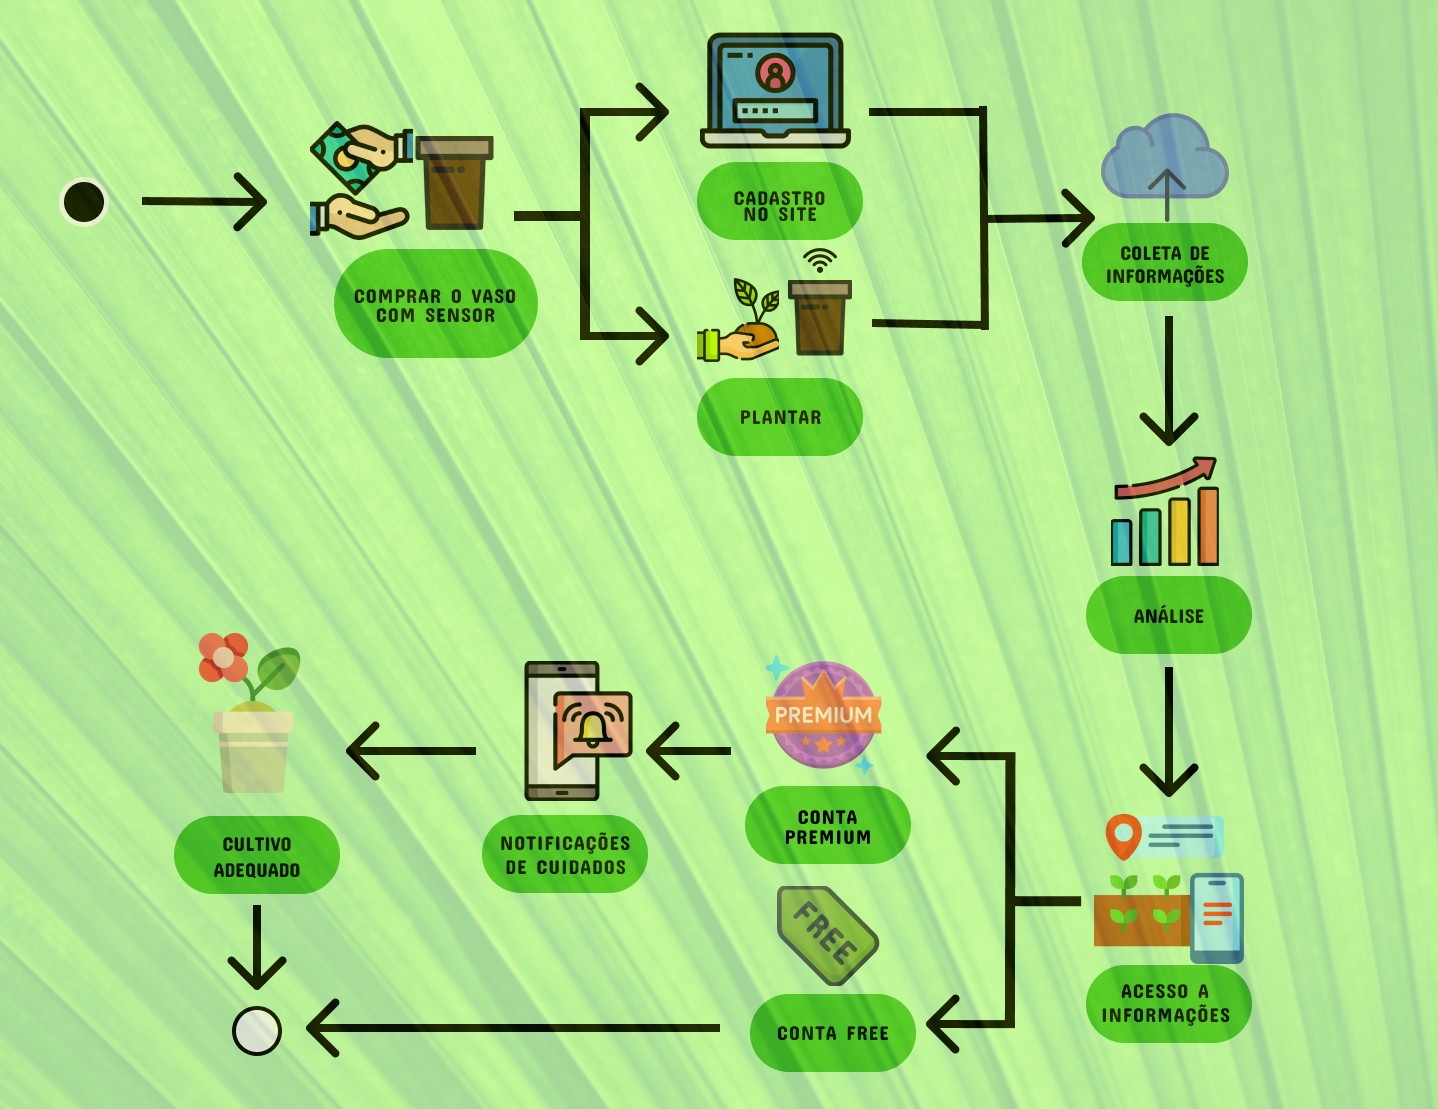 CADASTRO
NO SITE
COMPRAR O VASO
COM SENSOR
COLETA DE
INFORMAÇÕES
PLANTAR
ANÁLISE
PREMIUM
CONTA
PREMIUM
NOTIFICAÇÕES
DE CUIDADOS
CULTIVO
ADEQUADO
FREE
CONTA FREE
ACESSO A
INFORMAÇÕES